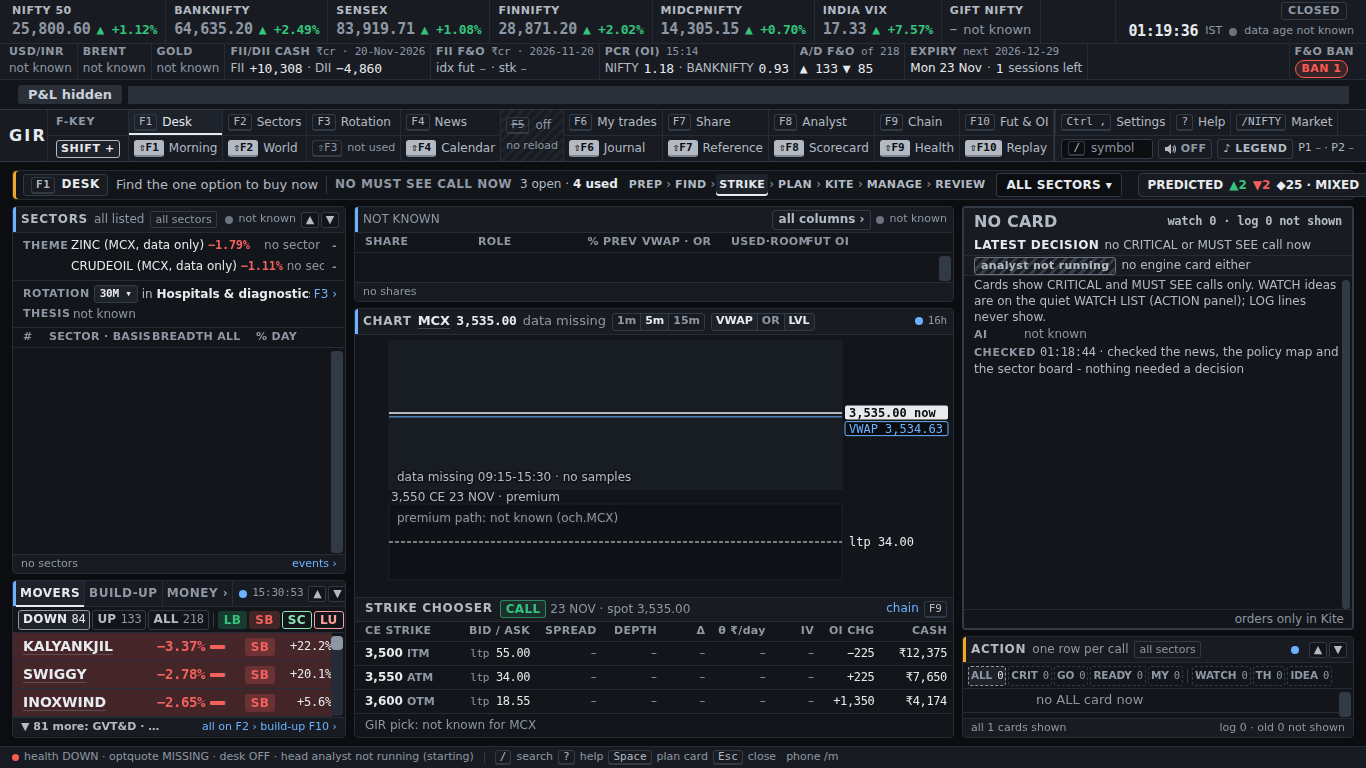 NIFTY 50 BANKNIFTY SENSEX FINNIFTY MIDCPNIFTY INDIA VIX GIFT NIFTY CLOSED
25,800.60 ▲ +1.12% 64,635.20 ▲ +2.49% 83,919.71 ▲ +1.08% 28,871.20 ▲ +2.02% 14,305.15 ▲ +0.70% 17.33 ▲ +7.57% – not known 01:19:36 IST data age not known
USD/INR BRENT GOLD FII/DII CASH ₹cr · 20-Nov-2026 FII F&O ₹cr · 2026-11-20 PCR (OI) 15:14 A/D F&O of 218 EXPIRY next 2026-12-29 F&O BAN
not known not known not known FII +10,308 · DII −4,860 idx fut – · stk – NIFTY 1.18 · BANKNIFTY 0.93 ▲ 133 ▼ 85 Mon 23 Nov · 1 sessions left BAN 1
P&L hidden
GIR F-KEY F1 Desk F2 Sectors F3 Rotation F4 News F5 off F6 My trades F7 Share F8 Analyst F9 Chain F10 Fut & OI Ctrl , Settings ? Help /NIFTY Market
SHIFT + ⇧F1 Morning ⇧F2 World ⇧F3 not used ⇧F4 Calendar no reload ⇧F6 Journal ⇧F7 Reference ⇧F8 Scorecard ⇧F9 Health ⇧F10 Replay / symbol OFF ♪ LEGEND P1 – · P2 –
F1 DESK Find the one option to buy now NO MUST SEE CALL NOW 3 open · 4 used PREP › FIND › STRIKE › PLAN › KITE › MANAGE › REVIEW ALL SECTORS ▾ PREDICTED ▲2 ▼2 ◆25 · MIXED
SECTORS all listed all sectors not known ▲ ▼
THEME ZINC (MCX, data only) −1.79% no sector -
CRUDEOIL (MCX, data only) −1.11% no sec -
ROTATION 30M ▾ in Hospitals & diagnostic F3 ›
THESIS not known
# SECTOR · BASIS BREADTH ALL % DAY
no sectors events ›
MOVERS BUILD-UP MONEY › 15:30:53 ▲ ▼
DOWN 84 UP 133 ALL 218 LB SB SC LU
KALYANKJIL −3.37% SB +22.2%
SWIGGY −2.78% SB +20.1%
INOXWIND −2.65% SB +5.6%
▼ 81 more: GVT&D · … all on F2 › build-up F10 ›
NOT KNOWN all columns › not known
SHARE ROLE % PREV VWAP · OR USED·ROOM FUT OI
no shares
CHART MCX 3,535.00 data missing 1m 5m 15m VWAP OR LVL 16h
3,535.00 now
VWAP 3,534.63
data missing 09:15-15:30 · no samples
3,550 CE 23 NOV · premium
premium path: not known (och.MCX)
ltp 34.00
STRIKE CHOOSER CALL 23 NOV · spot 3,535.00 chain F9
CE STRIKE BID / ASK SPREAD DEPTH Δ θ ₹/day IV OI CHG CASH
3,500 ITM ltp 55.00 – – – – – −225 ₹12,375
3,550 ATM ltp 34.00 – – – – – +225 ₹7,650
3,600 OTM ltp 18.55 – – – – – +1,350 ₹4,174
GIR pick: not known for MCX
NO CARD watch 0 · log 0 not shown
LATEST DECISION no CRITICAL or MUST SEE call now
analyst not running no engine card either
Cards show CRITICAL and MUST SEE calls only. WATCH ideas
are on the quiet WATCH LIST (ACTION panel); LOG lines
never show.
AI not known
CHECKED 01:18:44 · checked the news, the policy map and
the sector board - nothing needed a decision
orders only in Kite
ACTION one row per call all sectors ▲ ▼
ALL 0 CRIT 0 GO 0 READY 0 MY 0 WATCH 0 TH 0 IDEA 0
no ALL card now
all 1 cards shown log 0 · old 0 not shown
health DOWN · optquote MISSING · desk OFF · head analyst not running (starting) / search ? help Space plan card Esc close phone /m